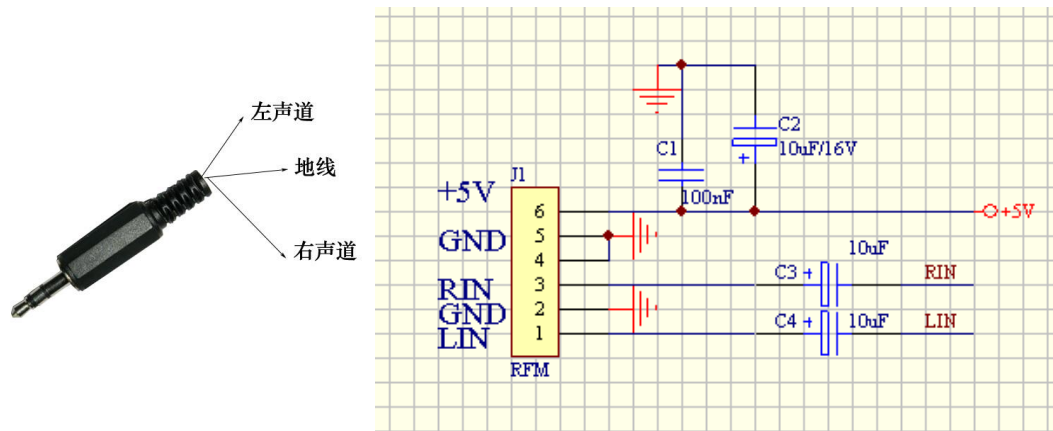 左声道
地线
右声道
C2
10uF/16V
C1
100nF
J1
+5V
6
+5V
5
GND
4
10uF
RIN
3
C3
RIN
GND
2
LIN
1
C4
10uF
LIN
RFM